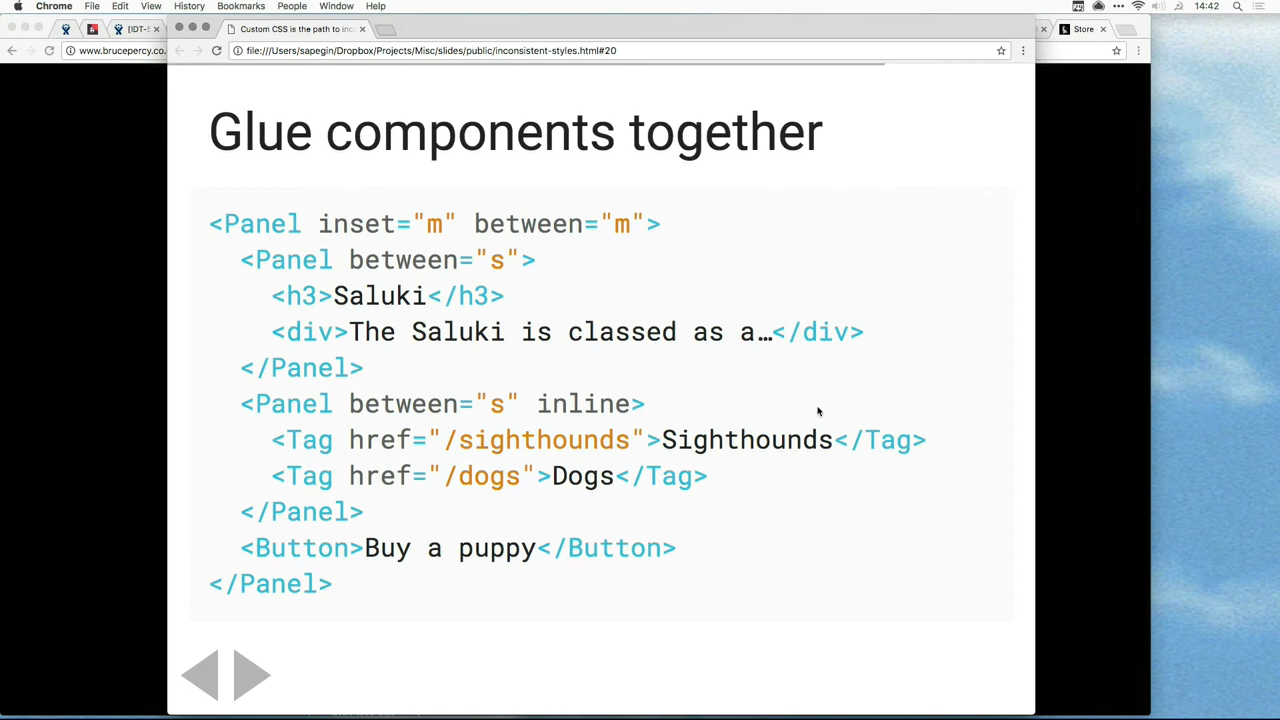 Chrome File Edit View History Bookmarks People Window Help 14:42
[IDT- Custom CSS is the path to in Store
www.brucepercy.co. file:///Users/sapegin/Dropbox/Projects/Misc/slides/public/inconsistent-styles.html#20
Glue components together
<Panel inset="m" between="m">
<Panel between="s">
<h3>Saluki</h3>
<div>The Saluki is classed as a…</div>
</Panel>
<Panel between="s" inline>
<Tag href="/sighthounds">Sighthounds</Tag>
<Tag href="/dogs">Dogs</Tag>
</Panel>
<Button>Buy a puppy</Button>
</Panel>